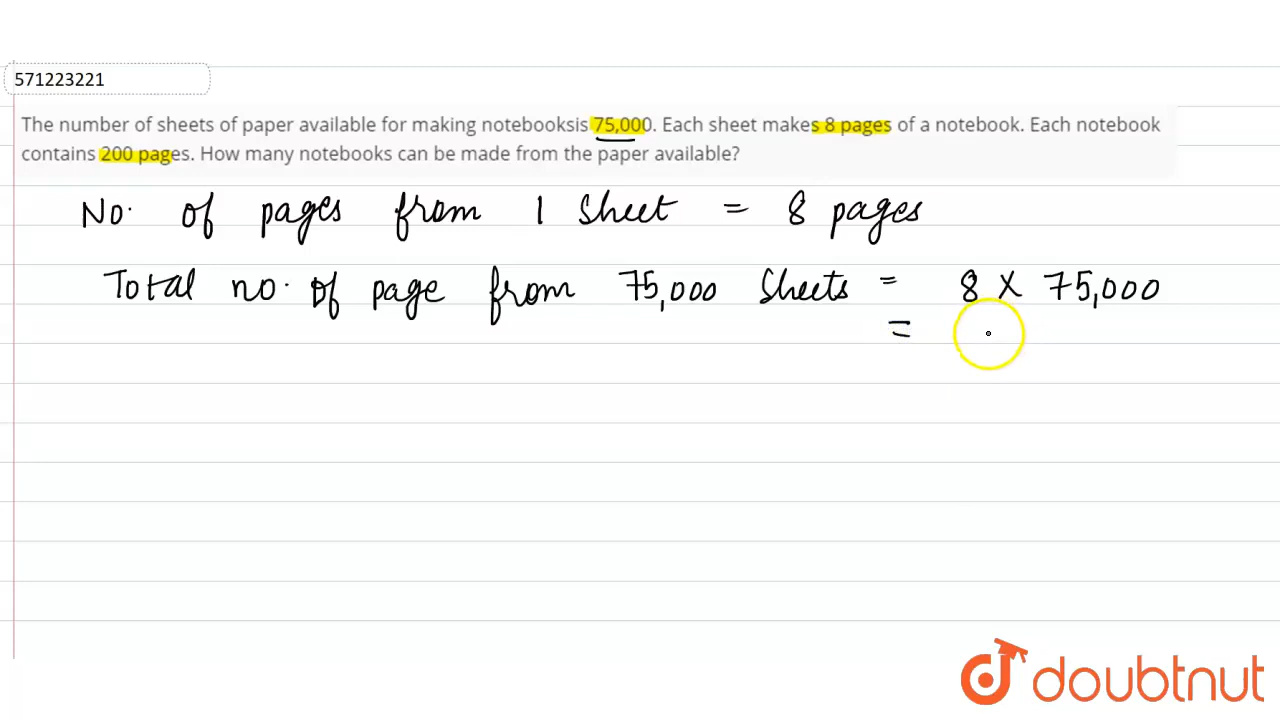 571223221
The number of sheets of paper available for making notebooksis 75,000. Each sheet makes 8 pages of a notebook. Each notebook
contains 200 pages. How many notebooks can be made from the paper available?
No. of pages from 1 Sheet = 8 pages
Total no. of page from 75,000 Sheets = 8 X 75,000
=
doubtnut